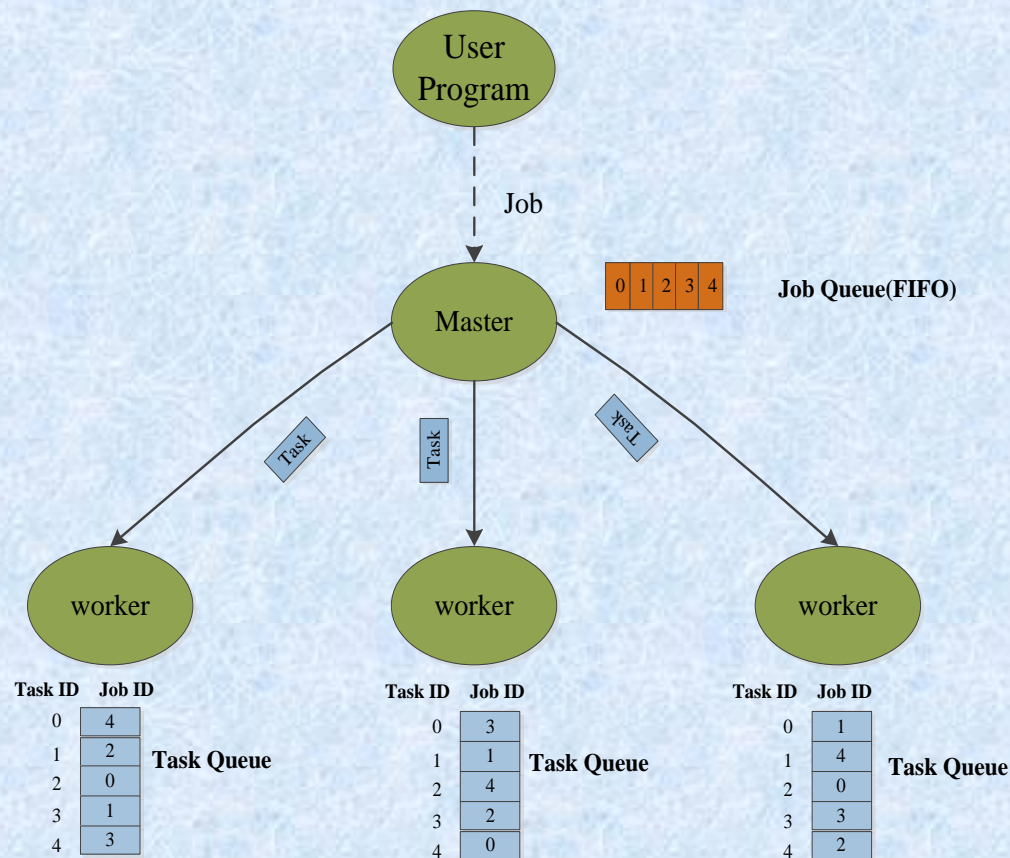 User
Program
Job
0 1 2 3 4
Job Queue(FIFO)
Master
Task
Task
Task
worker
worker
worker
Task ID Job ID
0 4
1 2
2 0
3 1
4 3
Task Queue
Task ID Job ID
0 3
1 1
2 4
3 2
4 0
Task Queue
Task ID Job ID
0 1
1 4
2 0
3 3
4 2
Task Queue